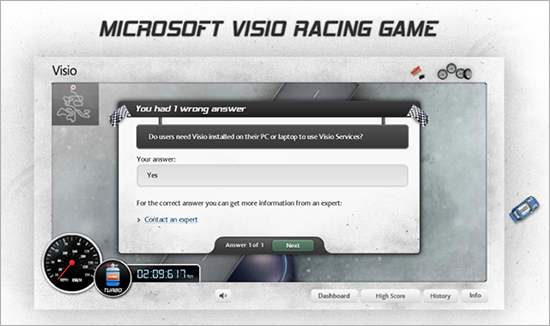 MICROSOFT VISIO RACING GAME
Visio
You had 1 wrong answer
Do users need Visio installed on their PC or laptop to use Visio Services?
Your answer:
Yes
For the correct answer you can get more information from an expert:
› Contact an expert
Answer 1 of 1
Next
02:09:617
TURBO
Dashboard
High Score
History
Info